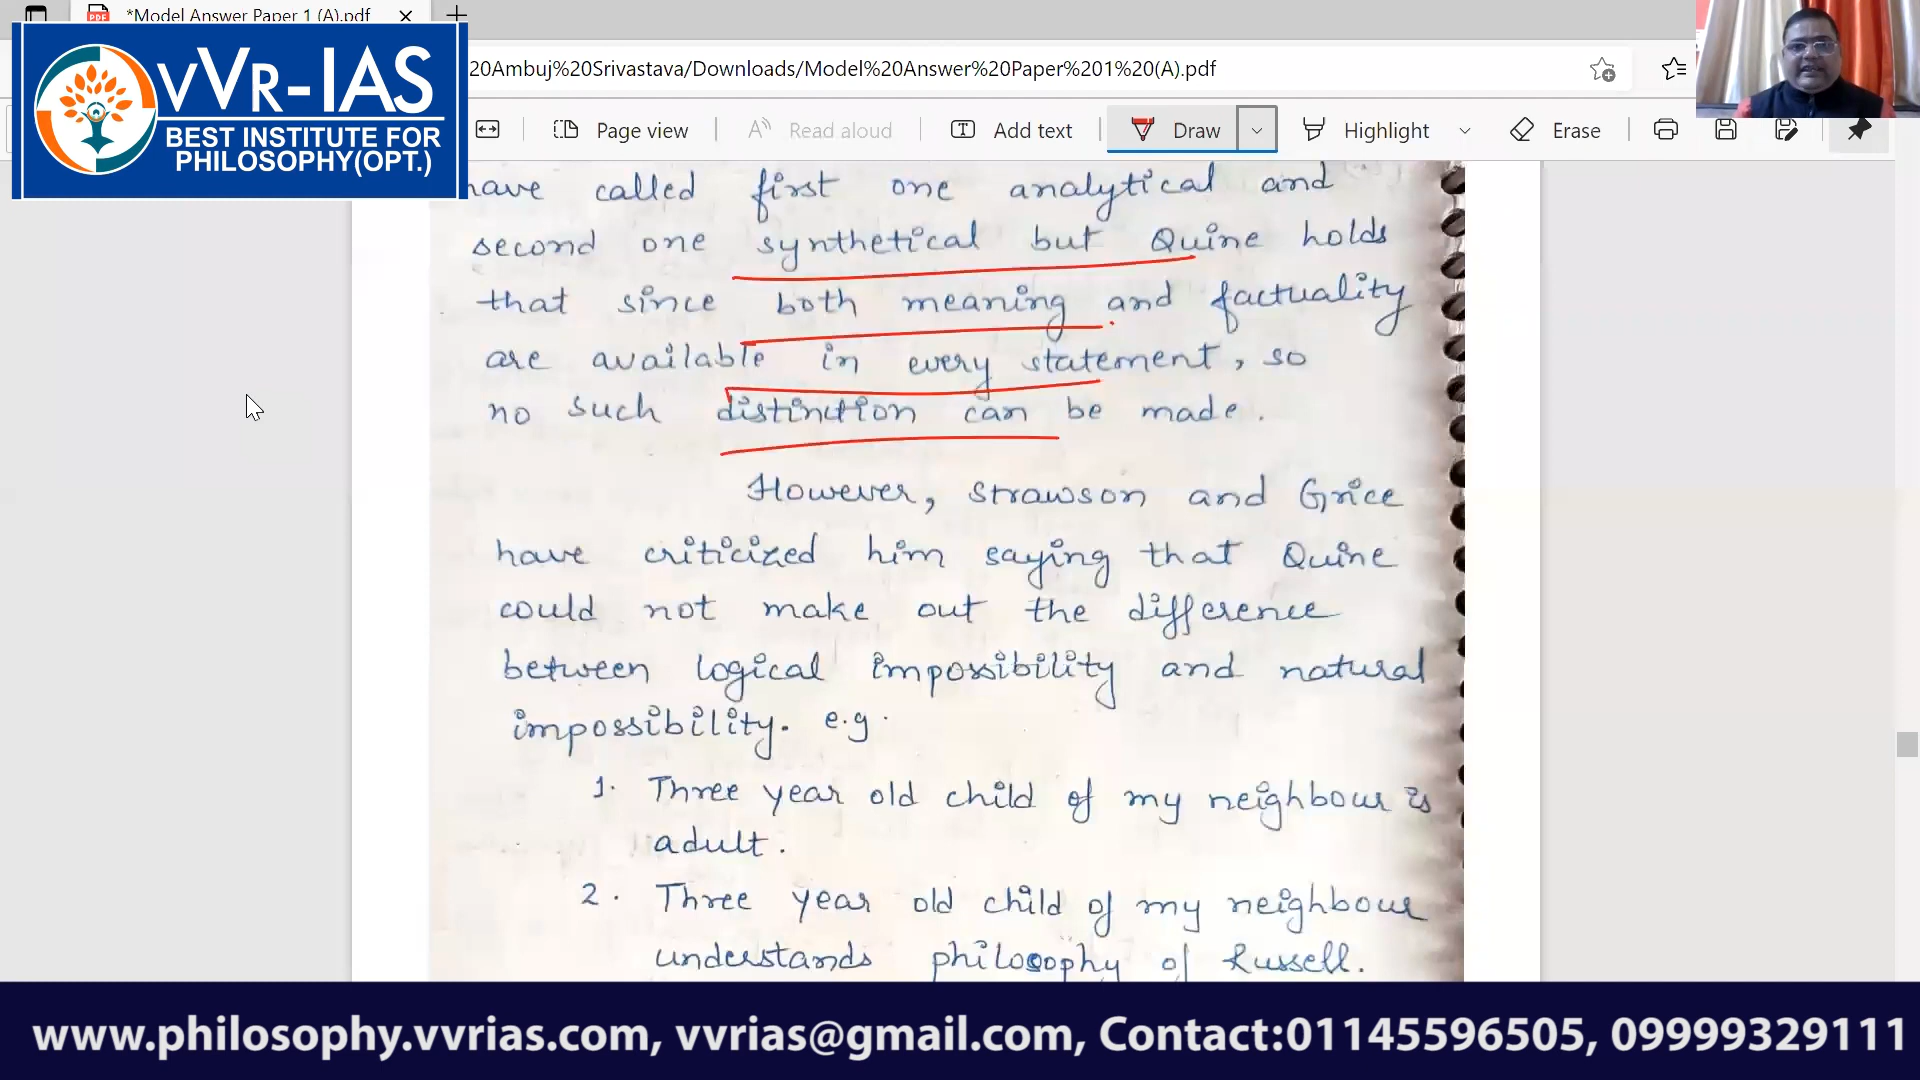 *Model Answer Paper 1 (A).pdf
20Ambuj%20Srivastava/Downloads/Model%20Answer%20Paper%201%20(A).pdf
VVR-IAS
BEST INSTITUTE FOR
PHILOSOPHY(OPT.)
Page view
Read aloud
Add text
Draw
Highlight
Erase
have called first one analytical and
second one synthetical but Quine holds
that since both meaning and factuality
are available in every statement, so
no such distinction can be made.
However, Strawson and Grice
have criticized him saying that Quine
could not make out the difference
between logical impossibility and natural
impossibility. e.g.
1. Three year old child of my neighbour is
adult.
2. Three year old child of my neighbour
understands philosophy of Russell.
www.philosophy.vvrias.com, vvrias@gmail.com, Contact:01145596505, 09999329111